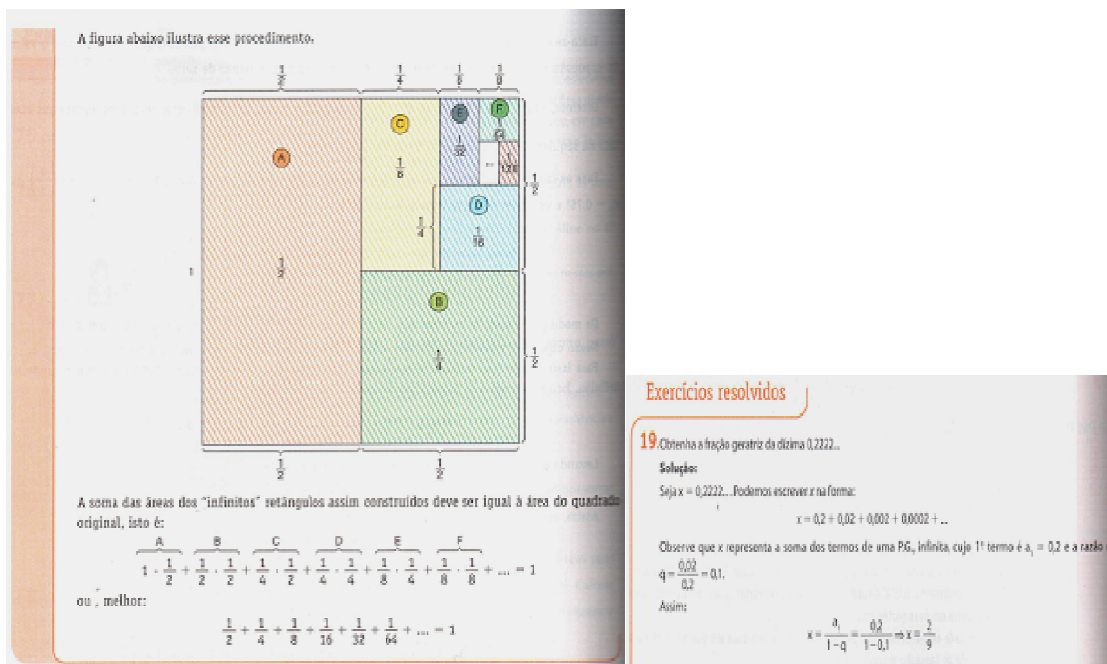 A figura abaixo ilustra esse procedimento.
1/2 1/4 1/8 1/8
A
C
E
F
1/32
1/64
1/8
1/128
1/2
D
1/4
1/16
1
1/2
B
1/4
1/2
1/2 1/2
A soma das áreas dos "infinitos" retângulos assim construídos deve ser igual à área do quadrado
original, isto é:
A B C D E F
1 · 1/2 + 1/2 · 1/2 + 1/4 · 1/2 + 1/4 · 1/4 + 1/8 · 1/4 + 1/8 · 1/8 + .... = 1
ou, melhor:
1/2 + 1/4 + 1/8 + 1/16 + 1/32 + 1/64 + .... = 1
Exercícios resolvidos
19. Obtenha a fração geratriz da dízima 0,2222...
Solução:
Seja x = 0,2222... Podemos escrever x na forma:
x = 0,2 + 0,02 + 0,002 + 0,0002 + ...
Observe que x representa a soma dos termos de uma P.G., infinita, cujo 1º termo é a₁ = 0,2 e a razão
q = 0,02/0,2 = 0,1.
Assim:
x = a₁/(1-q) = 0,2/(1-0,1) ⇒ x = 2/9